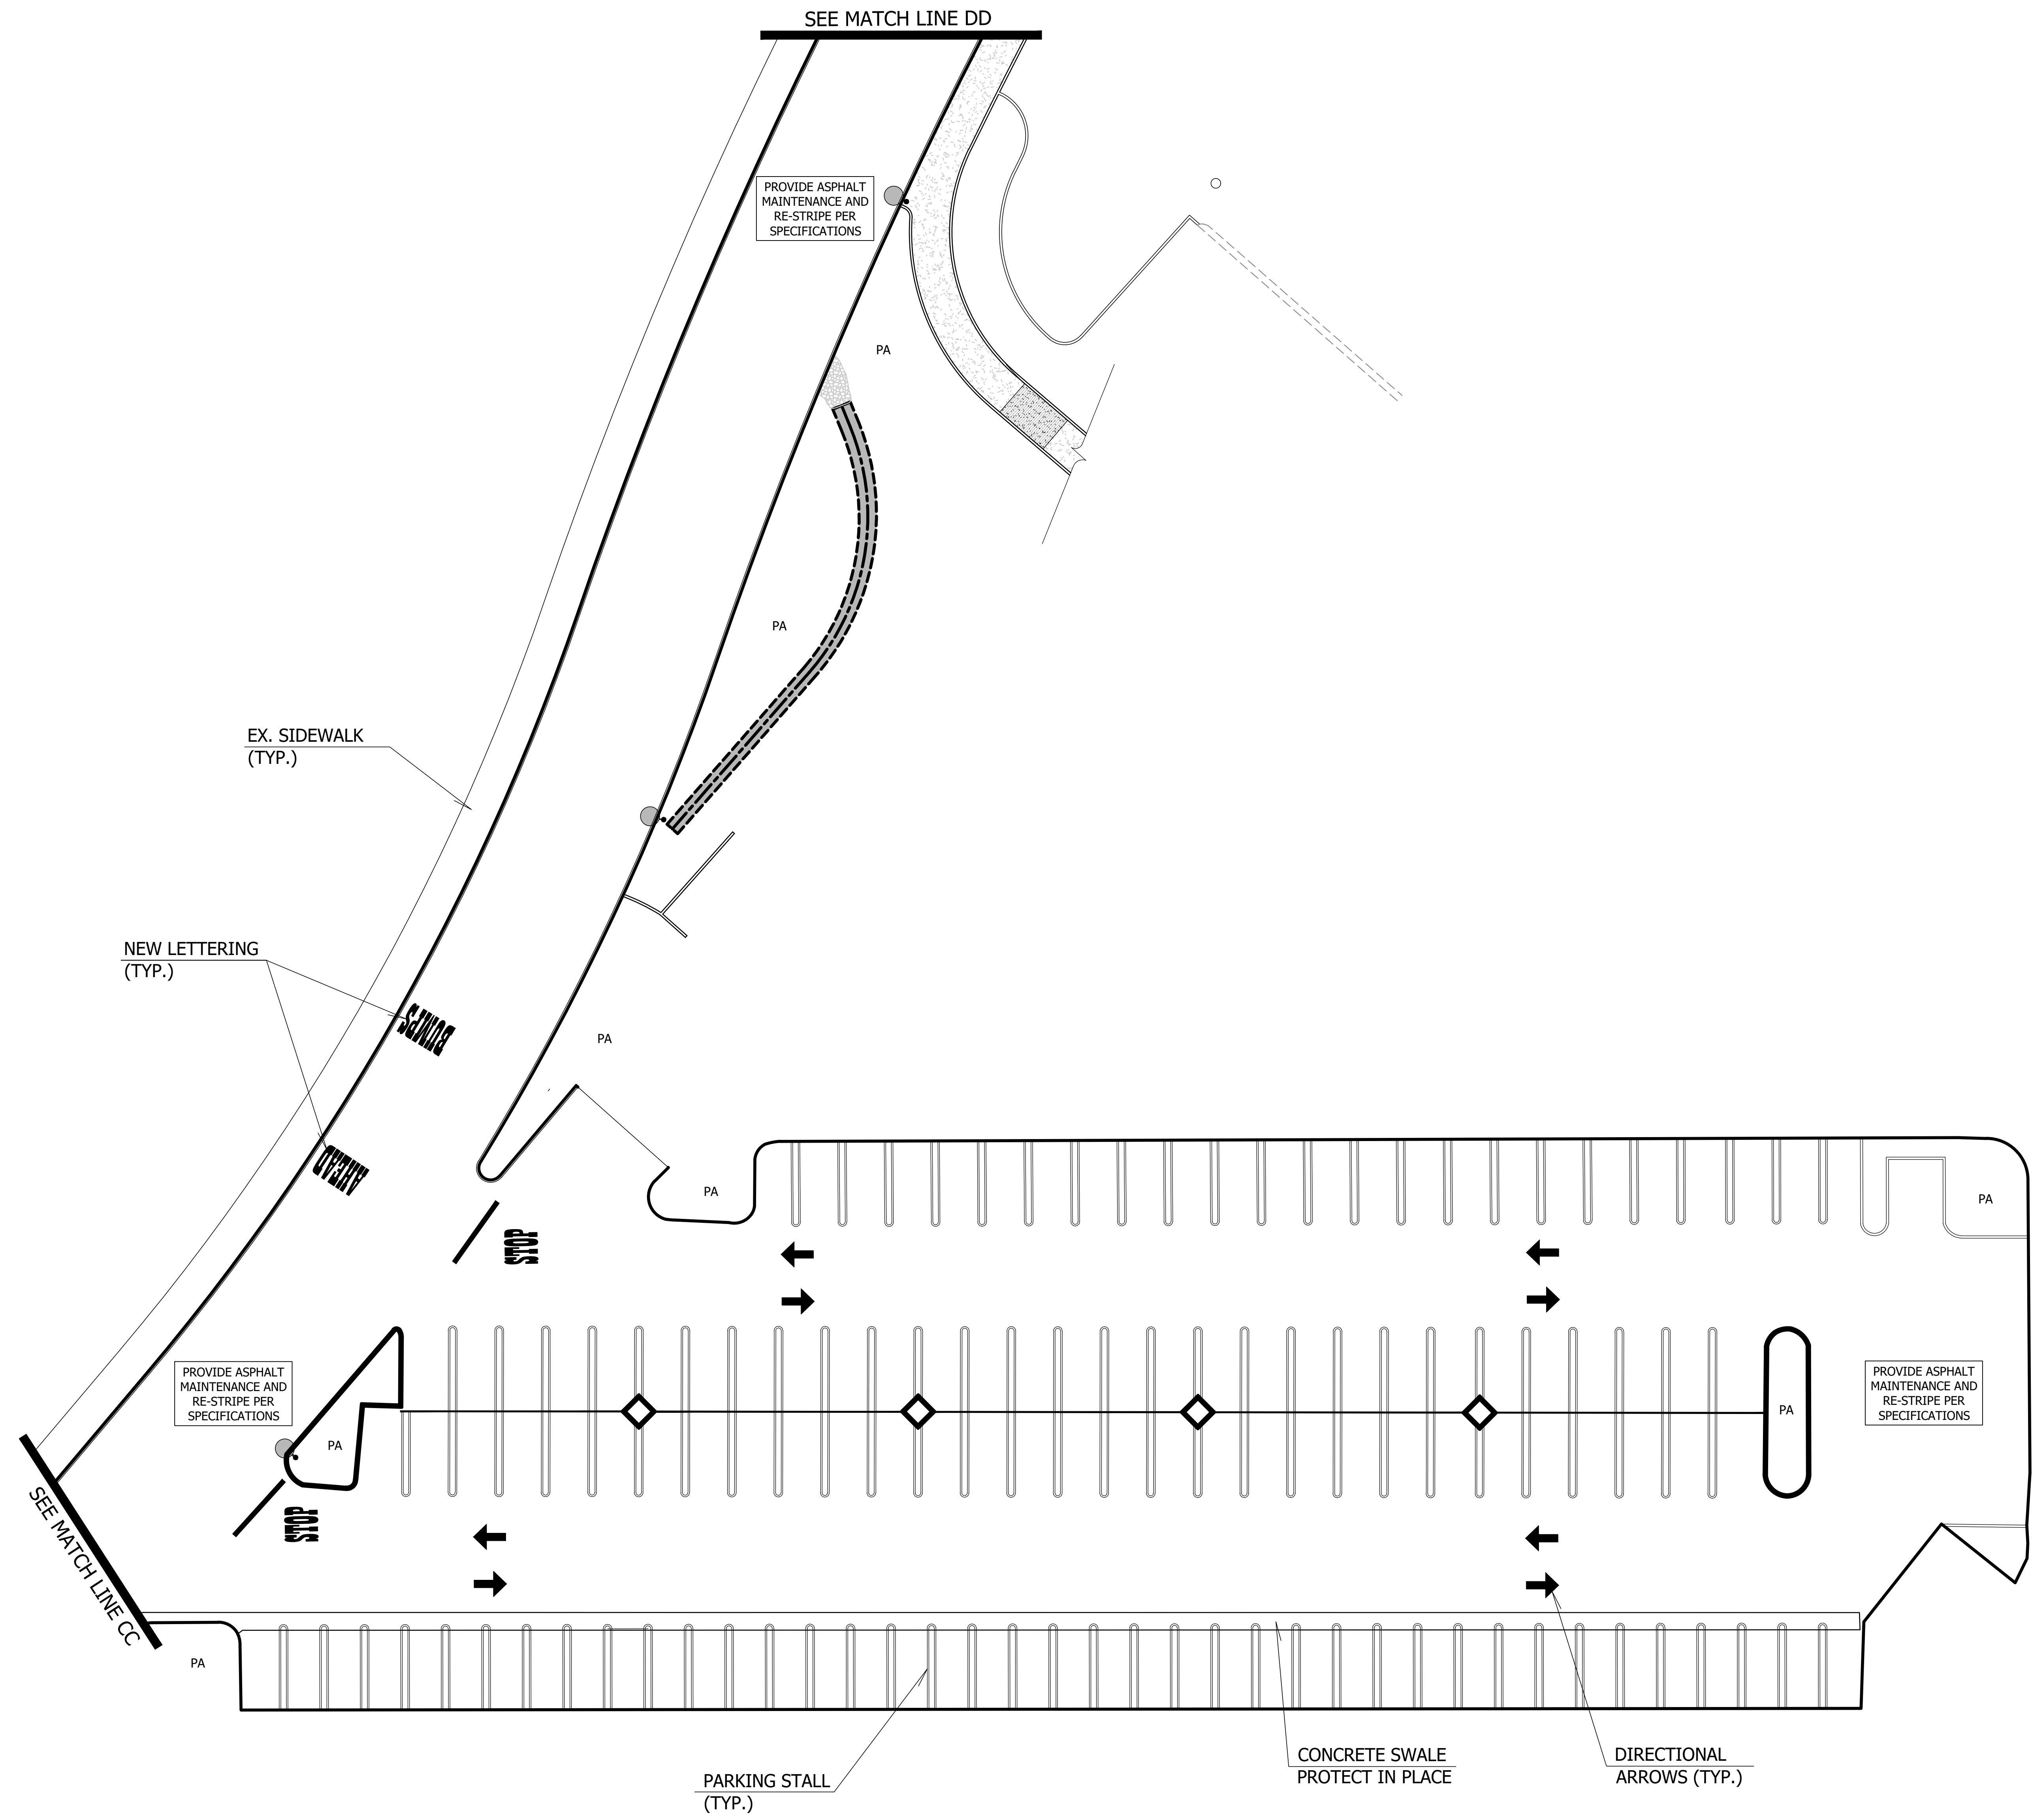 SEE MATCH LINE DD
PROVIDE ASPHALT
MAINTENANCE AND
RE-STRIPE PER
SPECIFICATIONS
PA
PA
EX. SIDEWALK
(TYP.)
NEW LETTERING
(TYP.)
BUMPS
PA
AHEAD
PA
PA
STOP
PROVIDE ASPHALT
MAINTENANCE AND
RE-STRIPE PER
SPECIFICATIONS
PA
PA
PROVIDE ASPHALT
MAINTENANCE AND
RE-STRIPE PER
SPECIFICATIONS
STOP
SEE MATCH LINE CC
PA
PARKING STALL
(TYP.)
CONCRETE SWALE
PROTECT IN PLACE
DIRECTIONAL
ARROWS (TYP.)